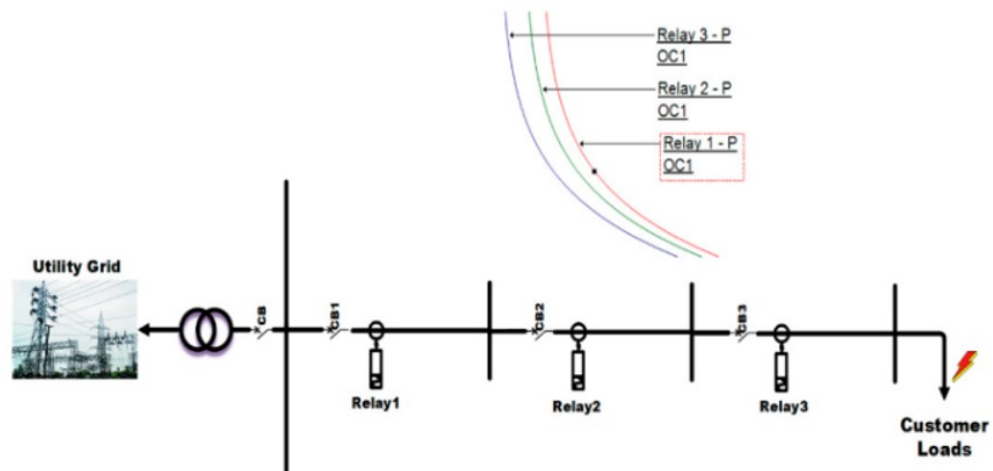 Relay 3 - P
OC1
Relay 2 - P
OC1
Relay 1 - P
OC1
Utility Grid
CB
CB1
CB2
CB3
Relay1
Relay2
Relay3
Customer
Loads